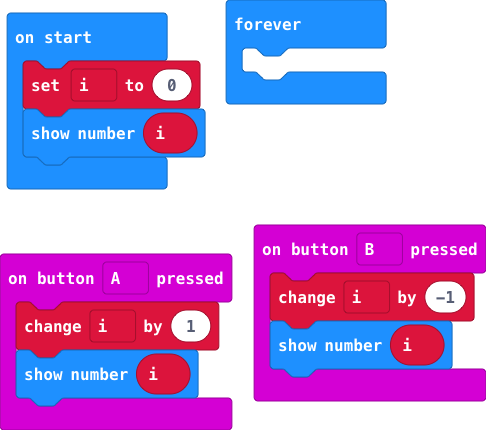 on start
set i to 0
show number i
forever
on button A pressed
change i by 1
show number i
on button B pressed
change i by -1
show number i